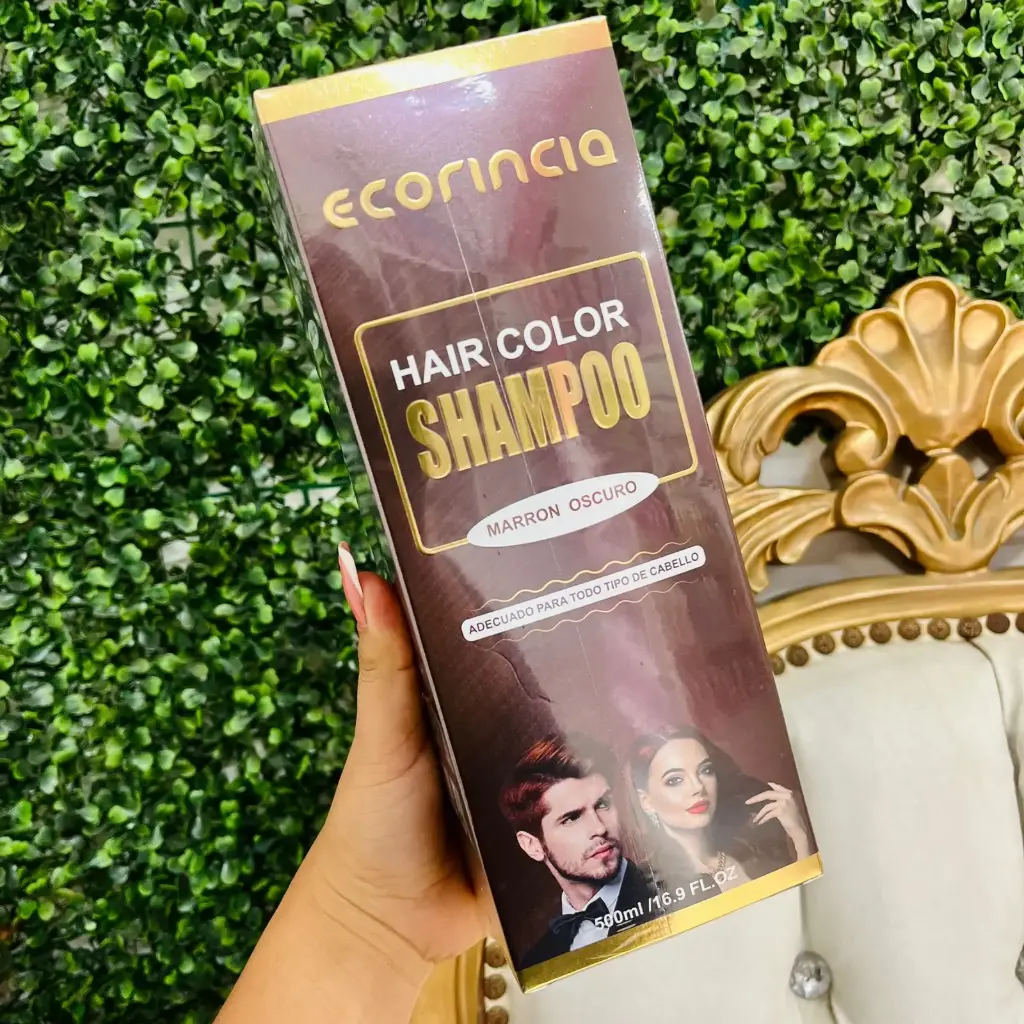 ecorincia
HAIR COLOR
SHAMPOO
MARRON OSCURO
ADECUADO PARA TODO TIPO DE CABELLO
500ml /16.9 FL.OZ